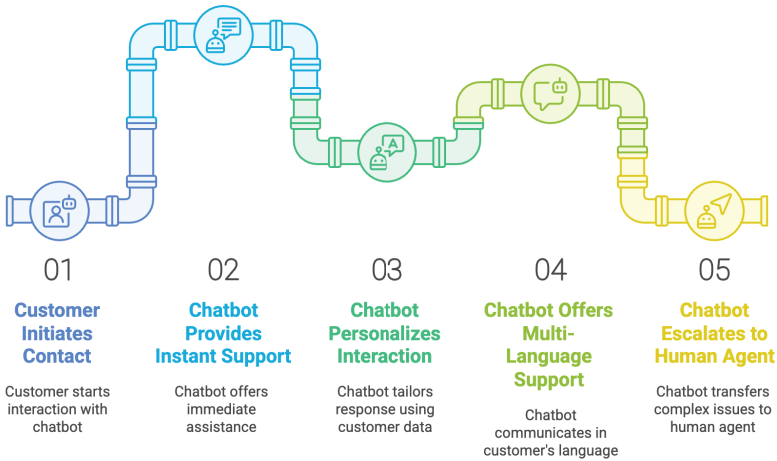 A
01
Customer
Initiates
Contact
Customer starts
interaction with
chatbot
02
Chatbot
Provides
Instant Support
Chatbot offers
immediate
assistance
03
Chatbot
Personalizes
Interaction
Chatbot tailors
response using
customer data
04
Chatbot Offers
Multi-
Language
Support
Chatbot
communicates in
customer's language
05
Chatbot
Escalates to
Human Agent
Chatbot transfers
complex issues to
human agent